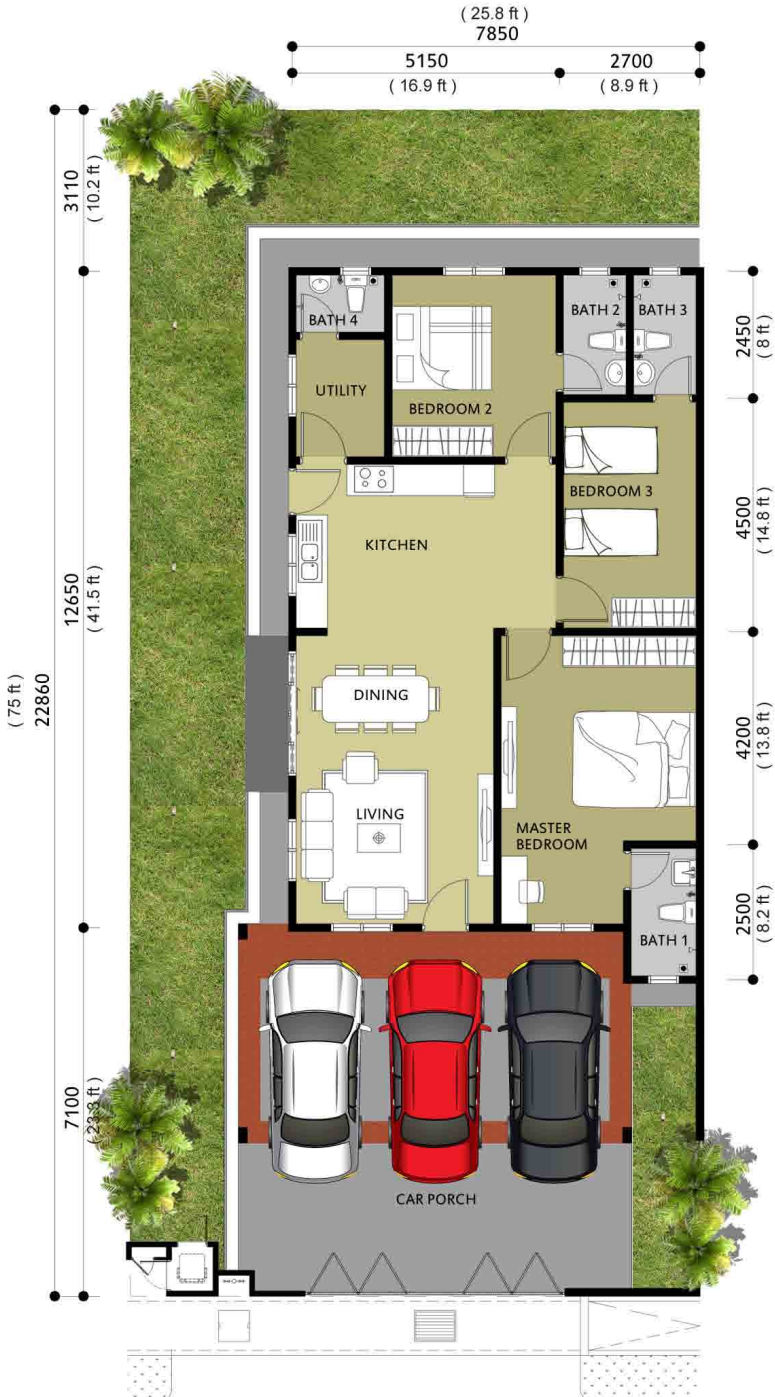 ( 25.8 ft )
7850
5150
2700
( 16.9 ft )
( 8.9 ft )
3110
( 10.2 ft )
12650
( 41.5 ft )
( 75 ft )
22860
7100
( 23.3 ft )
2450
( 8 ft )
4500
( 14.8 ft )
4200
( 13.8 ft )
2500
( 8.2 ft )
BATH 4
BATH 2
BATH 3
UTILITY
BEDROOM 2
BEDROOM 3
KITCHEN
DINING
LIVING
MASTER
BEDROOM
BATH 1
CAR PORCH